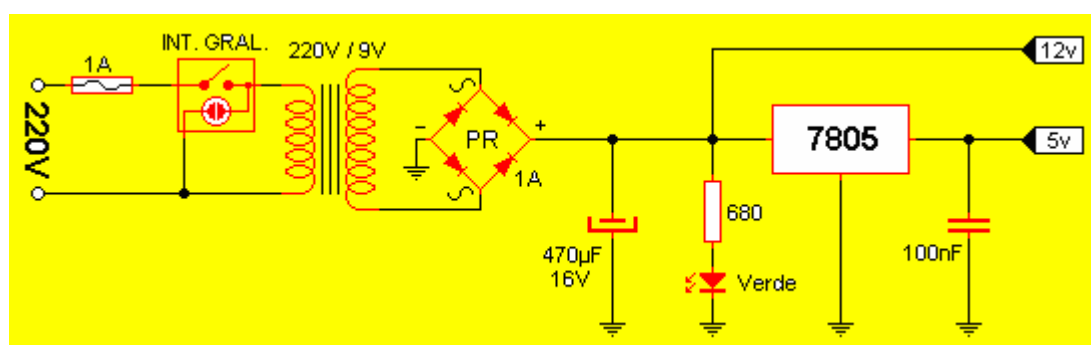 INT. GRAL.
1A
220V / 9V
220V
-
PR
+
1A
470µF
16V
680
Verde
7805
100nF
12v
5v